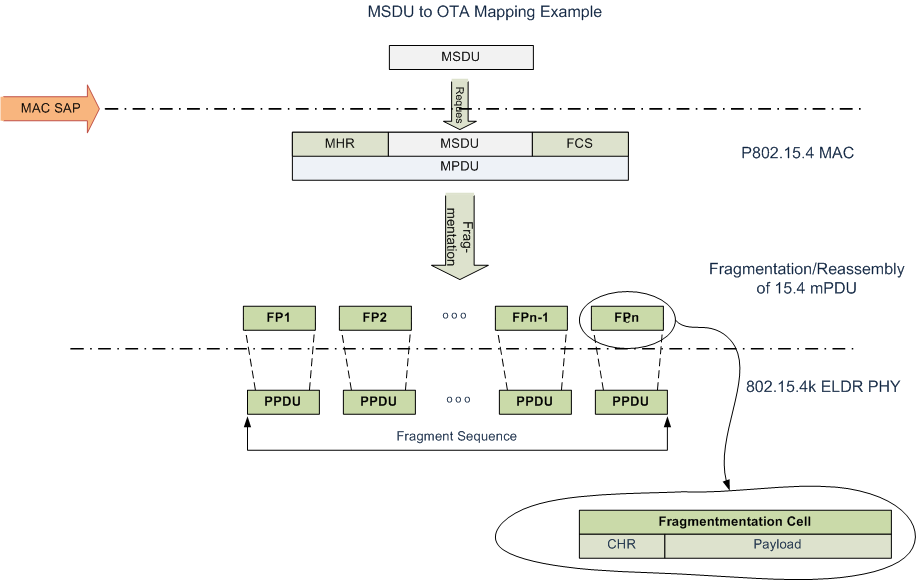 MSDU to OTA Mapping Example
MSDU
MAC SAP
Reques
MHR
MSDU
FCS
MPDU
P802.15.4 MAC
Frag-
mentation
Fragmentation/Reassembly
of 15.4 mPDU
FP1
FP2
ooo
FPn-1
FPn
802.15.4k ELDR PHY
PPDU
PPDU
ooo
PPDU
PPDU
Fragment Sequence
Fragmentmentation Cell
CHR
Payload